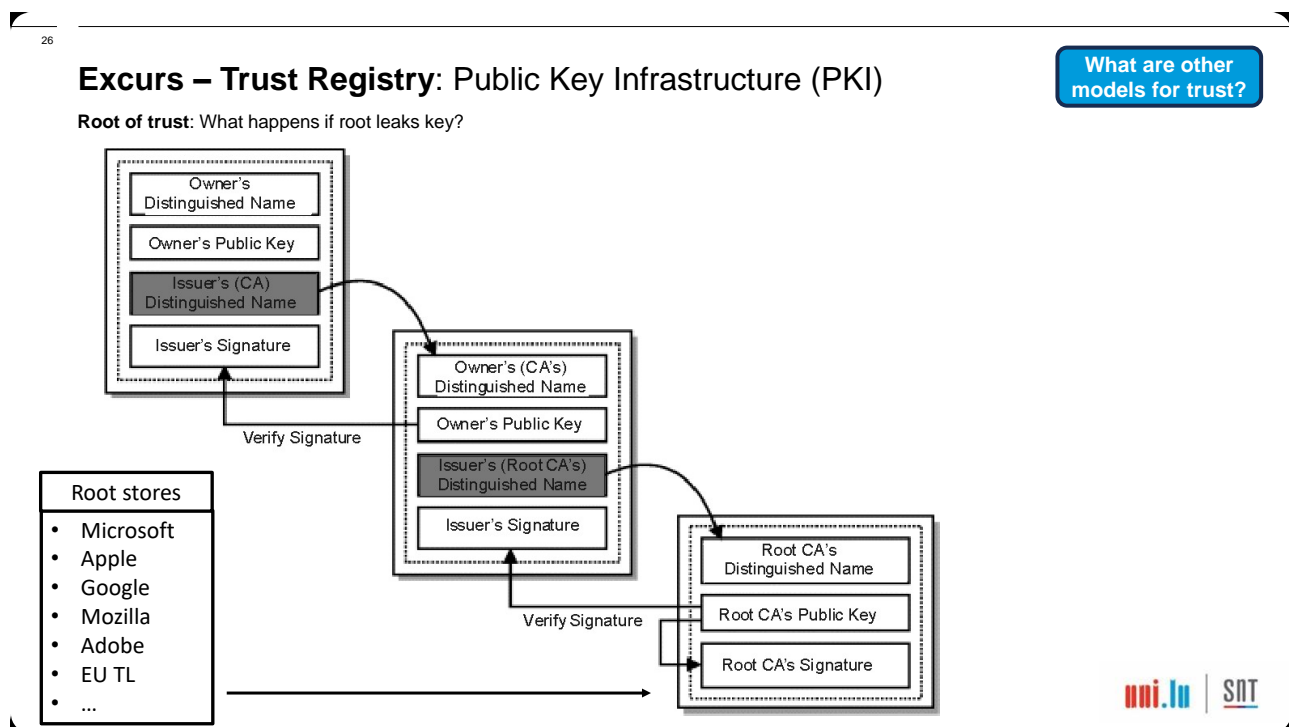 26
Excurs – Trust Registry: Public Key Infrastructure (PKI)
What are other
models for trust?
Root of trust: What happens if root leaks key?
Owner's
Distinguished Name
Owner's Public Key
Issuer's (CA)
Distinguished Name
Issuer's Signature
Verify Signature
Owner's (CA's)
Distinguished Name
Owner's Public Key
Issuer's (Root CA's)
Distinguished Name
Issuer's Signature
Verify Signature
Root CA's
Distinguished Name
Root CA's Public Key
Root CA's Signature
Root stores
• Microsoft
• Apple
• Google
• Mozilla
• Adobe
• EU TL
• ...
uni.lu | SNT